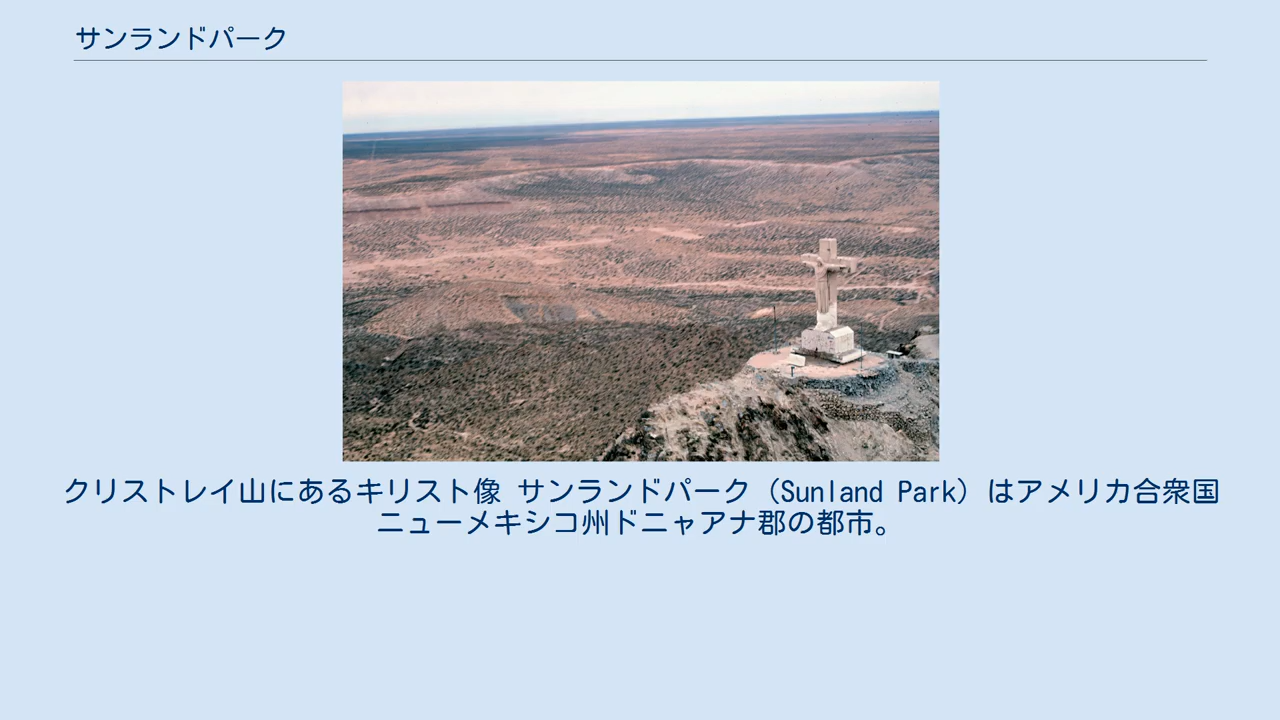 サンランドパーク
クリストレイ山にあるキリスト像 サンランドパーク（Sunland Park）はアメリカ合衆国
ニューメキシコ州ドニャアナ郡の都市。